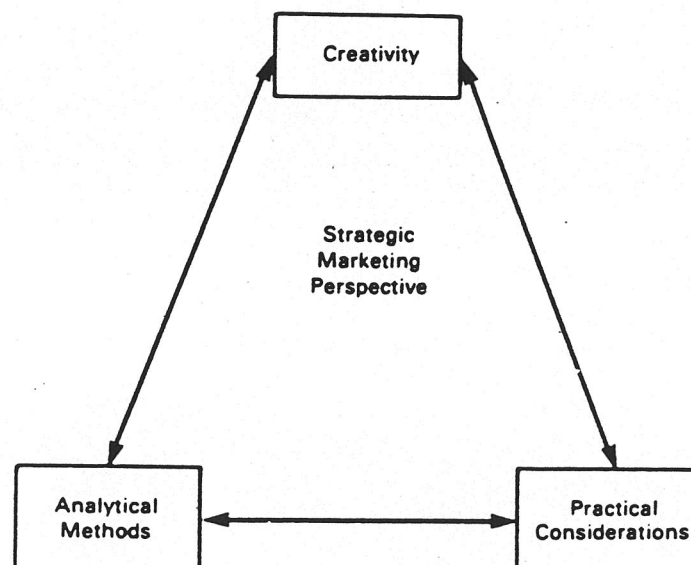 Creativity
Strategic
Marketing
Perspective
Analytical
Methods
Practical
Considerations